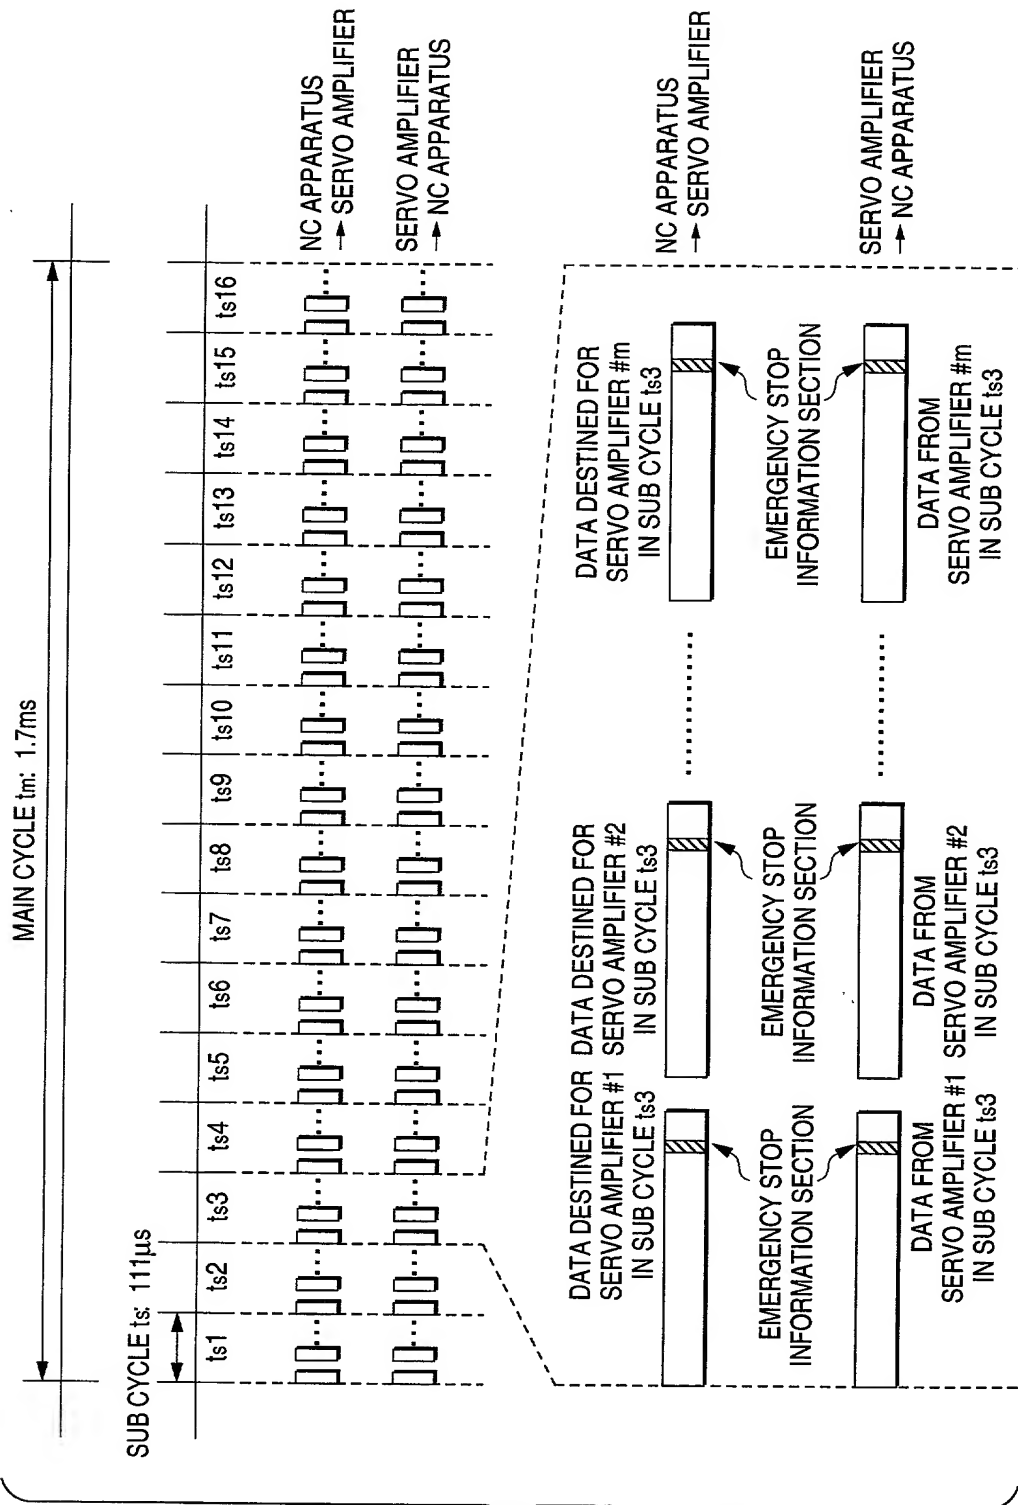 MAIN CYCLE tm: 1.7ms
SUB CYCLE ts: 111µs
ts1
ts2
ts3
ts4
ts5
ts6
ts7
ts8
ts9
ts10
ts11
ts12
ts13
ts14
ts15
ts16
NC APPARATUS
→ SERVO AMPLIFIER
SERVO AMPLIFIER
→ NC APPARATUS
DATA DESTINED FOR
SERVO AMPLIFIER #1
IN SUB CYCLE ts3
DATA DESTINED FOR
SERVO AMPLIFIER #2
IN SUB CYCLE ts3
DATA DESTINED FOR
SERVO AMPLIFIER #m
IN SUB CYCLE ts3
NC APPARATUS
→ SERVO AMPLIFIER
EMERGENCY STOP
INFORMATION SECTION
EMERGENCY STOP
INFORMATION SECTION
EMERGENCY STOP
INFORMATION SECTION
SERVO AMPLIFIER
→ NC APPARATUS
DATA FROM
SERVO AMPLIFIER #1
IN SUB CYCLE ts3
DATA FROM
SERVO AMPLIFIER #2
IN SUB CYCLE ts3
DATA FROM
SERVO AMPLIFIER #m
IN SUB CYCLE ts3